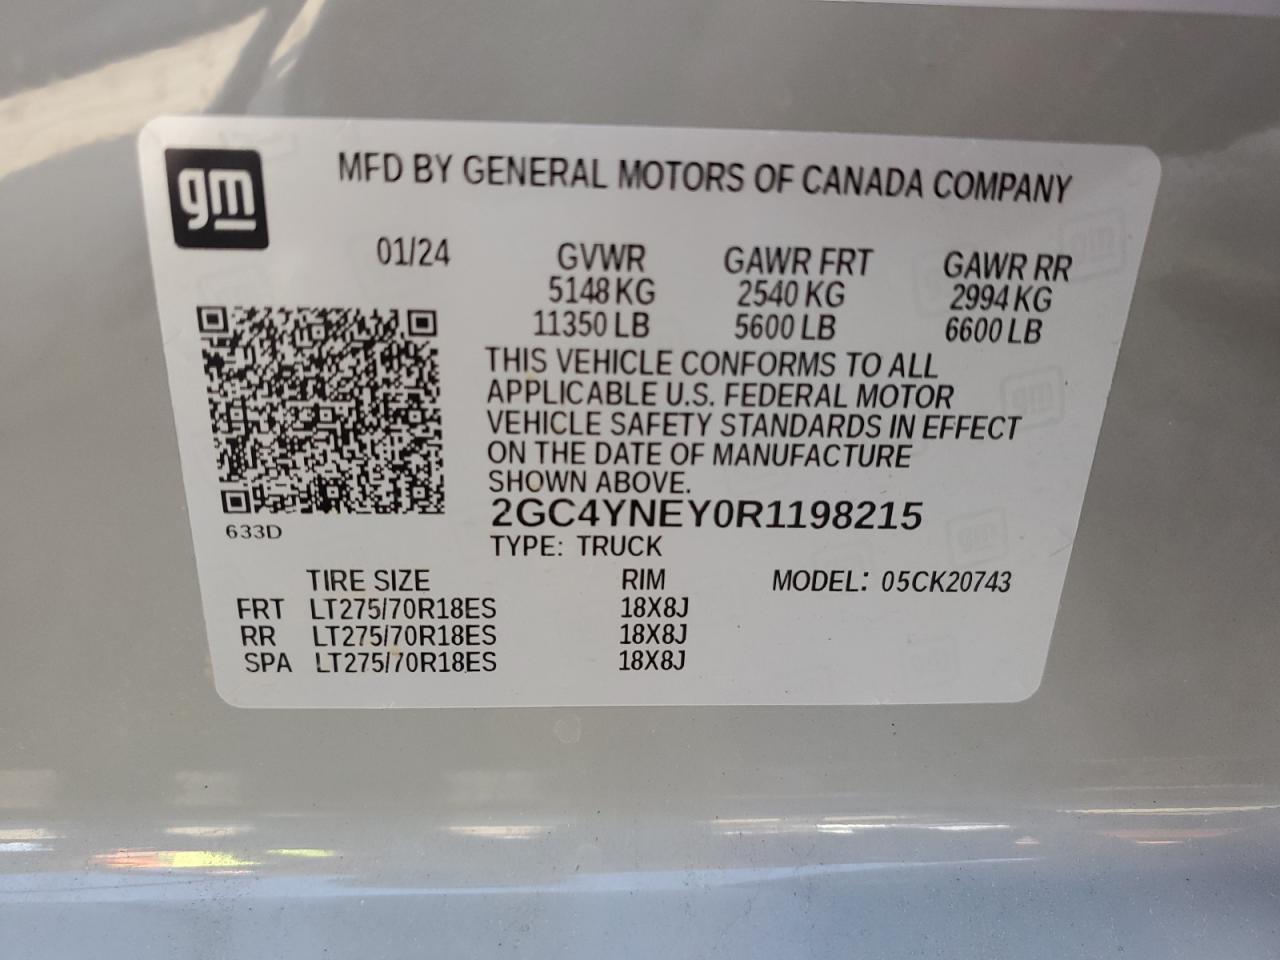 gm
MFD BY GENERAL MOTORS OF CANADA COMPANY
01/24 GVWR GAWR FRT GAWR RR
5148 KG 2540 KG 2994 KG
11350 LB 5600 LB 6600 LB
THIS VEHICLE CONFORMS TO ALL
APPLICABLE U.S. FEDERAL MOTOR
VEHICLE SAFETY STANDARDS IN EFFECT
ON THE DATE OF MANUFACTURE
SHOWN ABOVE.
2GC4YNEY0R1198215
633D
TYPE: TRUCK
TIRE SIZE RIM MODEL: 05CK20743
FRT LT275/70R18ES 18X8J
RR LT275/70R18ES 18X8J
SPA LT275/70R18ES 18X8J